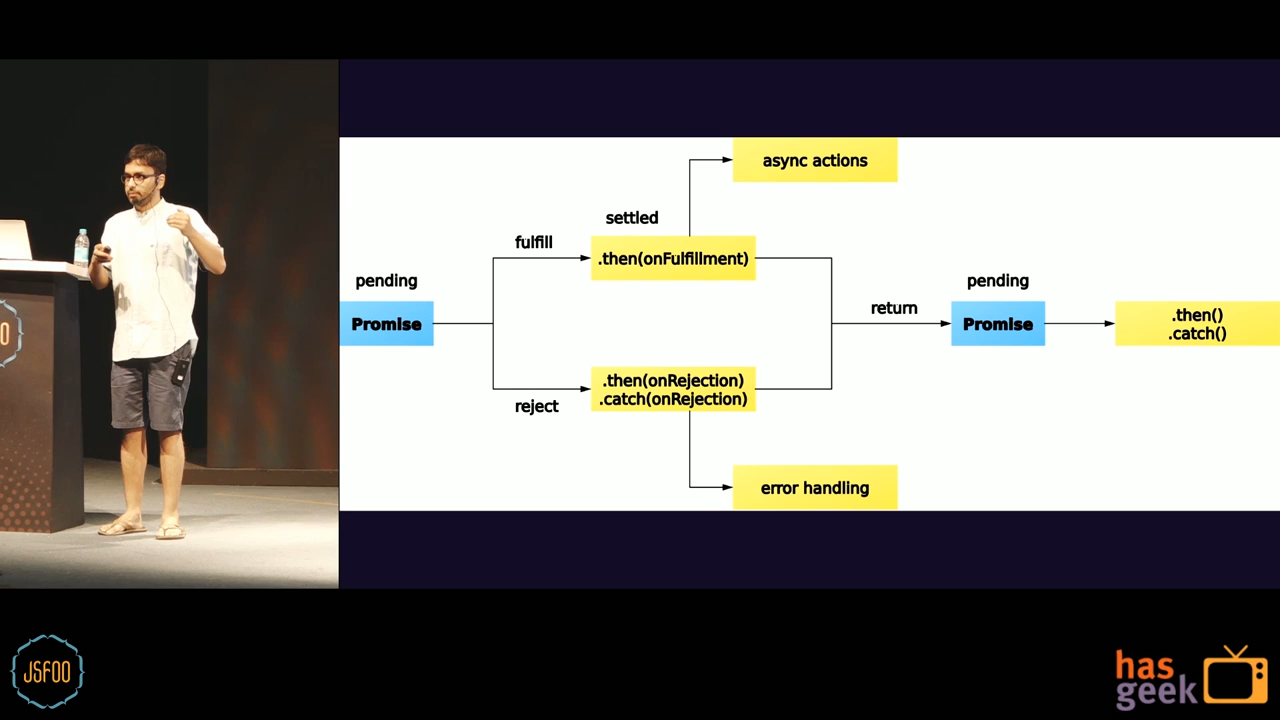 async actions
settled
fulfill
.then(onFulfillment)
pending
Promise
return
pending
Promise
.then()
.catch()
.then(onRejection)
.catch(onRejection)
reject
error handling
JSFOO
has
geek